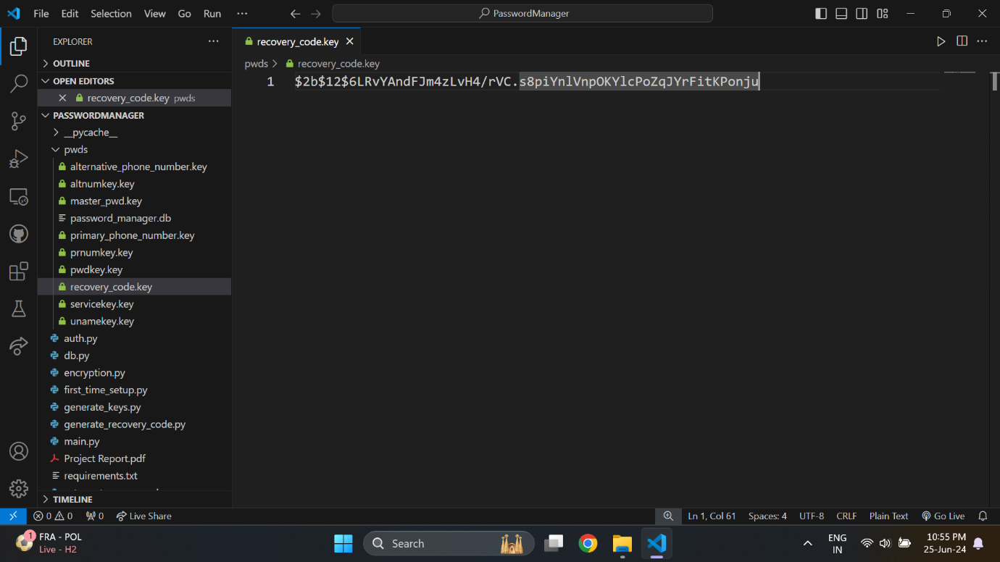 File Edit Selection View Go Run ···
PasswordManager
EXPLORER
OUTLINE
OPEN EDITORS
recovery_code.key pwds
PASSWORDMANAGER
__pycache__
pwds
alternative_phone_number.key
altnumkey.key
master_pwd.key
password_manager.db
primary_phone_number.key
prnumkey.key
pwdkey.key
recovery_code.key
servicekey.key
unamekey.key
auth.py
db.py
encryption.py
first_time_setup.py
generate_keys.py
generate_recovery_code.py
main.py
Project Report.pdf
requirements.txt
TIMELINE
recovery_code.key
pwds > recovery_code.key
1 $2b$12$6LRvYAndFJm4zLvH4/rVC.s8piYnlVnpOKYlcPoZqJYrFitKPonju
0 0 0 Live Share
Ln 1, Col 61 Spaces: 4 UTF-8 CRLF Plain Text Go Live
1 FRA - POL
Live - H2
Search
ENG
IN
10:55 PM
25-Jun-24